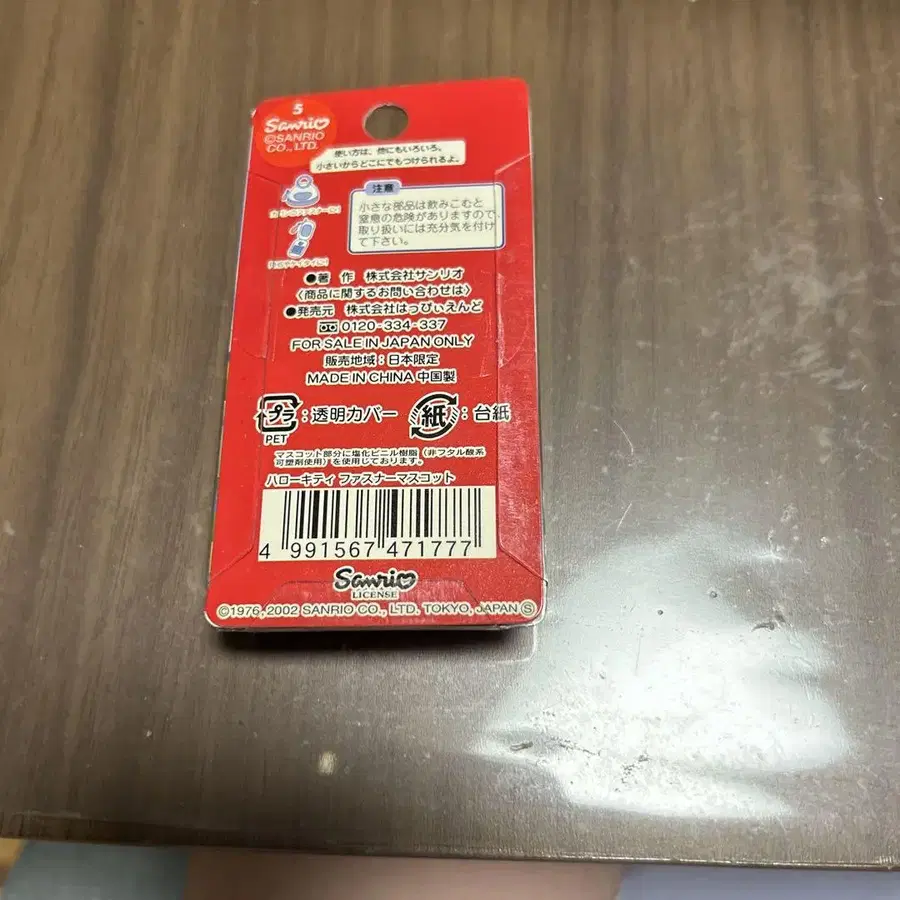 5
Sanrio
©SANRIO
CO., LTD.
使い方は、他にもいろいろ。
小さいからどこにでもつけられるよ。
注意
小さな部品は飲みこむと
窒息の危険がありますので、
取り扱いには充分気を付け
て下さい。
●著 作 株式会社サンリオ
〈商品に関するお問い合わせは〉
●発売元 株式会社はっぴぃえんど
0120-334-337
FOR SALE IN JAPAN ONLY
販売地域：日本限定
MADE IN CHINA 中国製
プラ：透明カバー 紙：台紙
PET
マスコット部分に塩化ビニル樹脂（非フタル酸系
可塑剤使用）を使用しております。
ハローキティ ファスナーマスコット
4 991567 471777
Sanrio
LICENSE
©1976, 2002 SANRIO CO., LTD. TOKYO, JAPAN Ⓢ